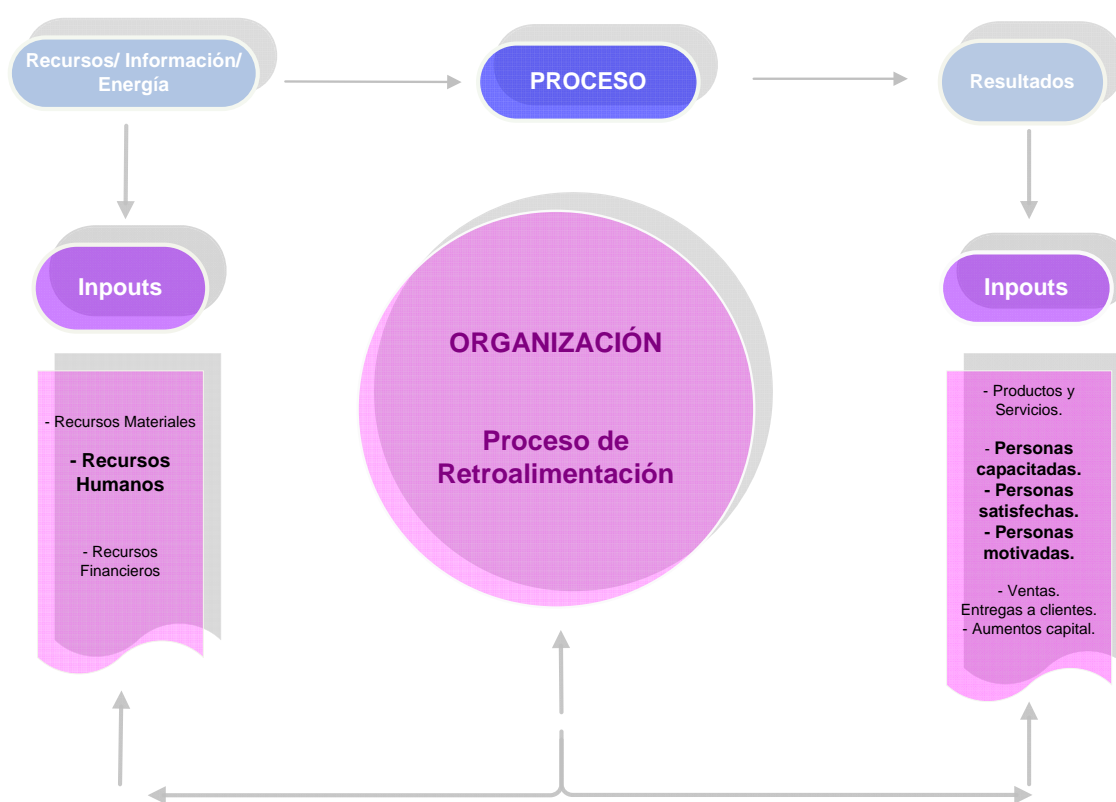 Recursos/ Información/
Energía
PROCESO
Resultados
Inpouts
Inpouts
ORGANIZACIÓN
Proceso de
Retroalimentación
- Recursos Materiales
- Recursos
Humanos
- Recursos
Financieros
- Productos y
Servicios.
- Personas
capacitadas.
- Personas
satisfechas.
- Personas
motivadas.
- Ventas.
Entregas a clientes.
- Aumentos capital.